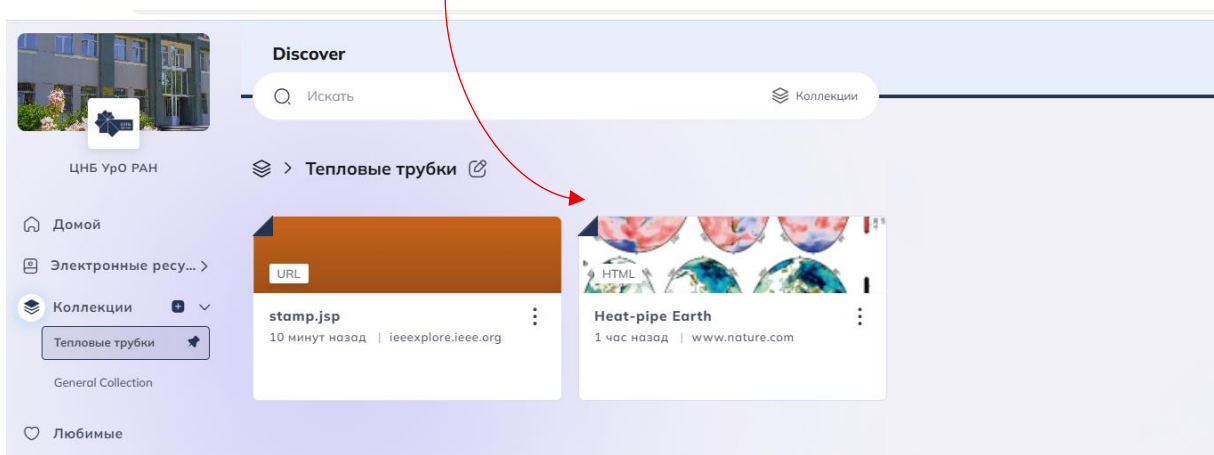 Discover
Искать
Коллекции
ЦНБ УрО РАН
Тепловые трубки
Домой
Электронные ресу...
Коллекции
Тепловые трубки
General Collection
Любимые
URL
stamp.jsp
10 минут назад | ieeexplore.ieee.org
HTML
Heat-pipe Earth
1 час назад | www.nature.com